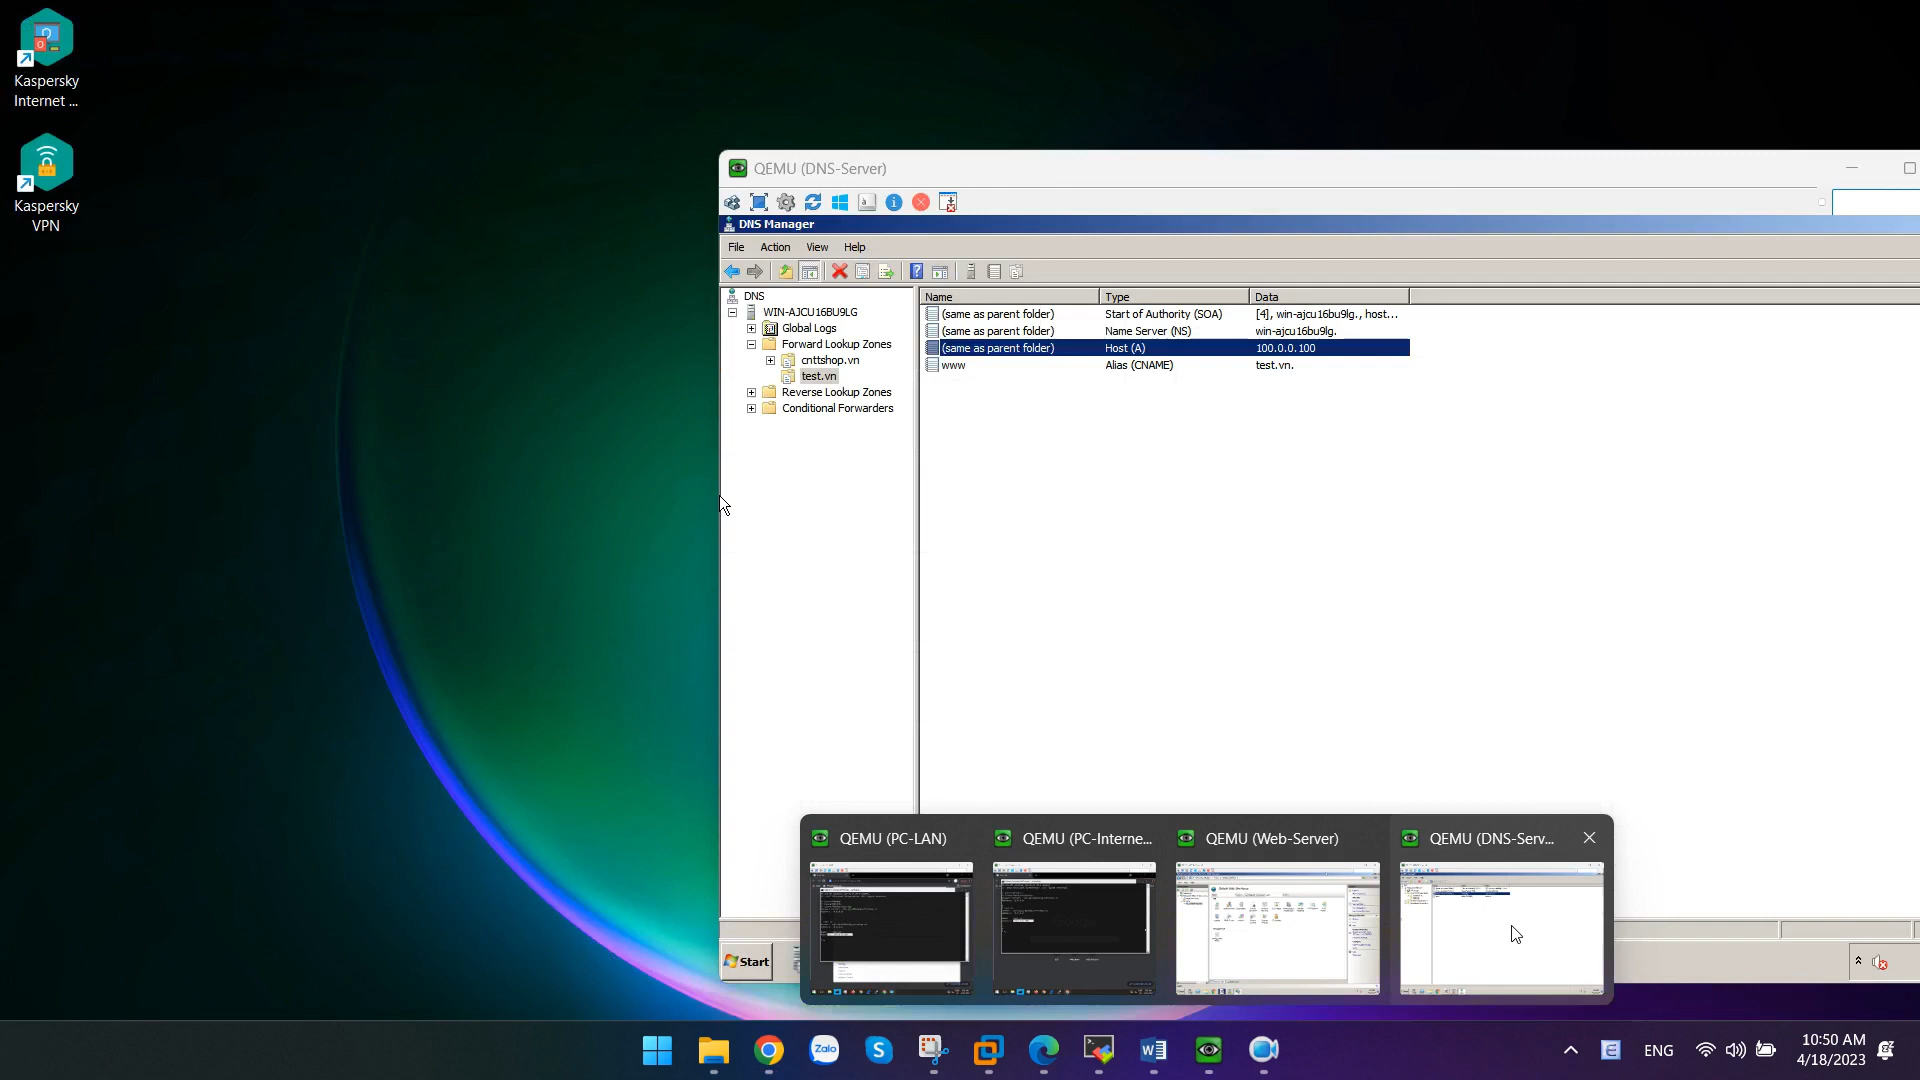 Kaspersky
Internet ...
Kaspersky
VPN
QEMU (DNS-Server)
DNS Manager
File Action View Help
DNS
WIN-AJCU16BU9LG
Global Logs
Forward Lookup Zones
cnttshop.vn
test.vn
Reverse Lookup Zones
Conditional Forwarders
Name Type Data
(same as parent folder) Start of Authority (SOA) [4], win-ajcu16bu9lg., host...
(same as parent folder) Name Server (NS) win-ajcu16bu9lg.
(same as parent folder) Host (A) 100.0.0.100
www Alias (CNAME) test.vn.
QEMU (PC-LAN) QEMU (PC-Interne... QEMU (Web-Server) QEMU (DNS-Serv...
Start
Zalo
ENG
10:50 AM
4/18/2023